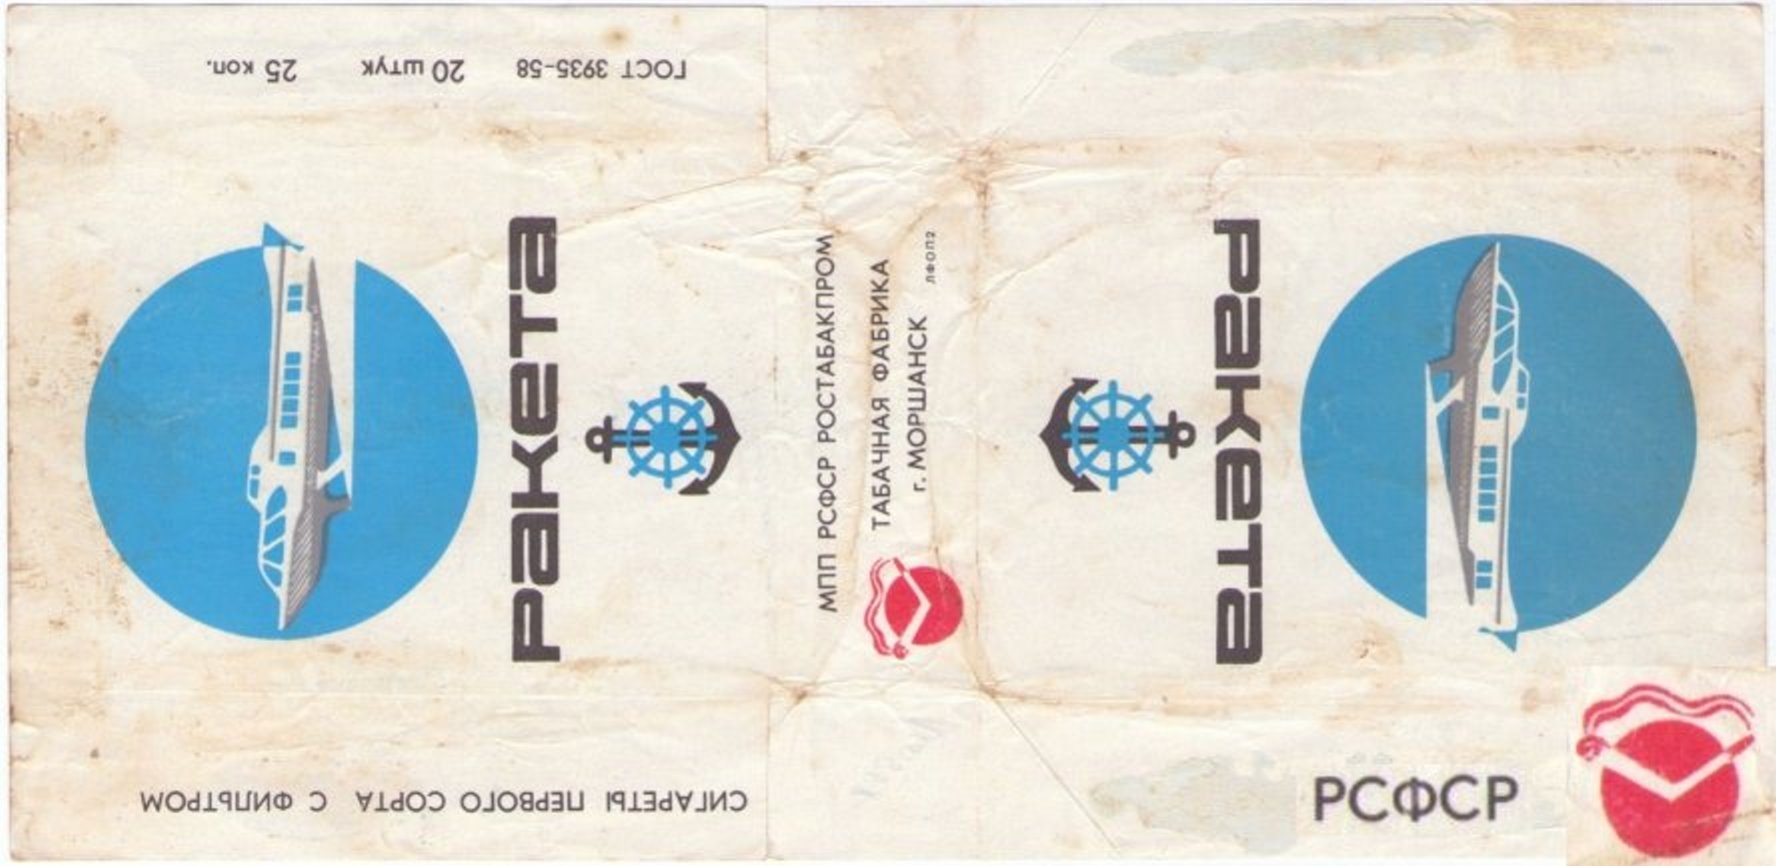 ГОСТ 3935-58 20 штук 25 коп.
Ракета
СИГАРЕТЫ ПЕРВОГО СОРТА С ФИЛЬТРОМ
МПП РСФСР РОСТАБАКПРОМ
ТАБАЧНАЯ ФАБРИКА
г. МОРШАНСК
ЛФОП2
Ракета
РСФСР